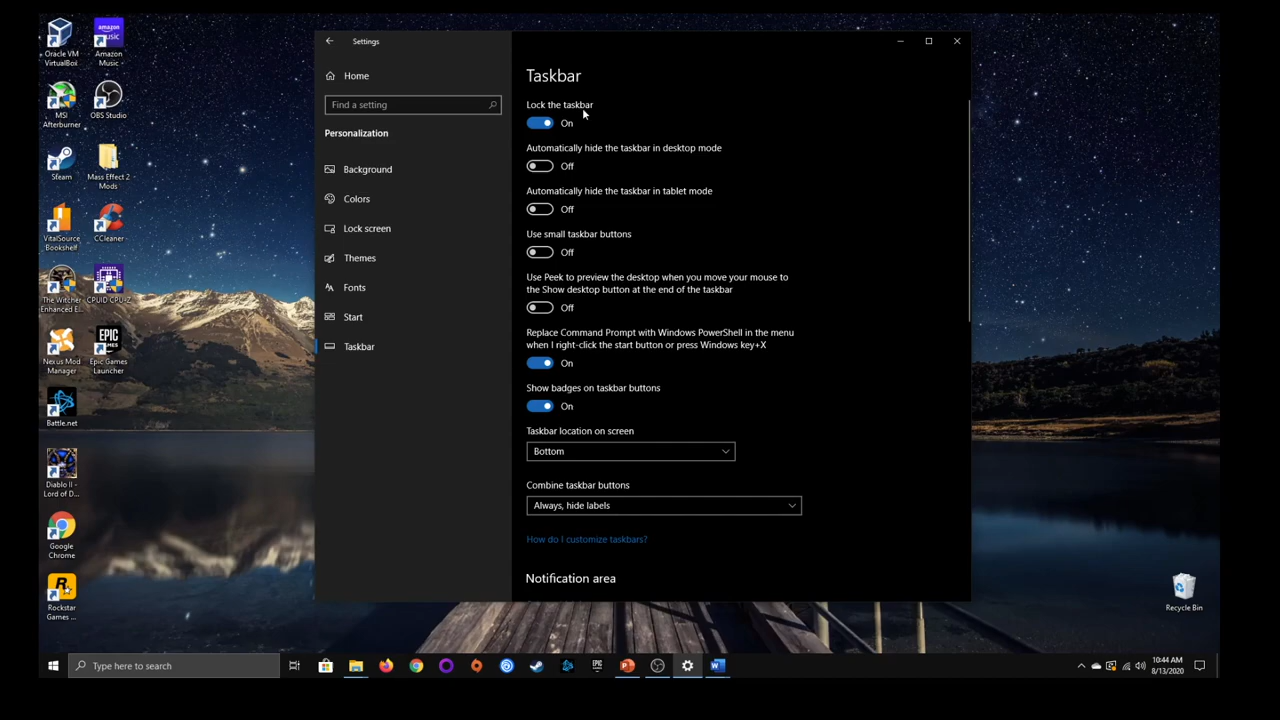 Oracle VM
VirtualBox
amazon
music
Amazon
Music -
MSI
Afterburner
OBS Studio
Steam
Mass Effect 2
Mods
VitalSource
Bookshelf
CCleaner
The Witcher
Enhanced E...
CPUID CPU-Z
Nexus Mod
Manager
EPIC
GAMES
Epic Games
Launcher
Battle.net
Diablo II -
Lord of D...
Google
Chrome
R
Rockstar
Games ...
Settings
Home
Find a setting
Personalization
Background
Colors
Lock screen
Themes
Fonts
Start
Taskbar
Taskbar
Lock the taskbar
On
Automatically hide the taskbar in desktop mode
Off
Automatically hide the taskbar in tablet mode
Off
Use small taskbar buttons
Off
Use Peek to preview the desktop when you move your mouse to
the Show desktop button at the end of the taskbar
Off
Replace Command Prompt with Windows PowerShell in the menu
when I right-click the start button or press Windows key+X
On
Show badges on taskbar buttons
On
Taskbar location on screen
Bottom
Combine taskbar buttons
Always, hide labels
How do I customize taskbars?
Notification area
Recycle Bin
Type here to search
EPIC
10:44 AM
8/13/2020